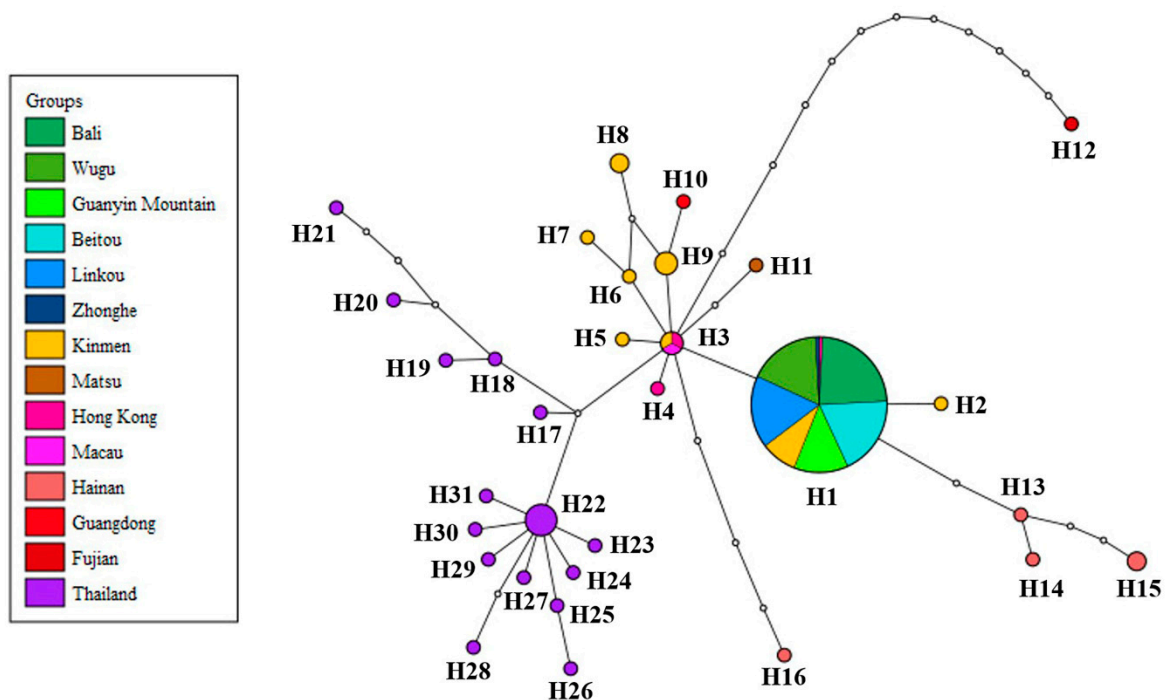 Groups
Bali
Wugu
Guanyin Mountain
Beitou
Linkou
Zhonghe
Kinmen
Matsu
Hong Kong
Macau
Hainan
Guangdong
Fujian
Thailand
H12
H8
H10
H21
H7
H9
H11
H6
H20
H5
H3
H19
H18
H4
H2
H17
H1
H31
H22
H13
H30
H23
H29
H24
H27
H25
H14
H15
H28
H26
H16